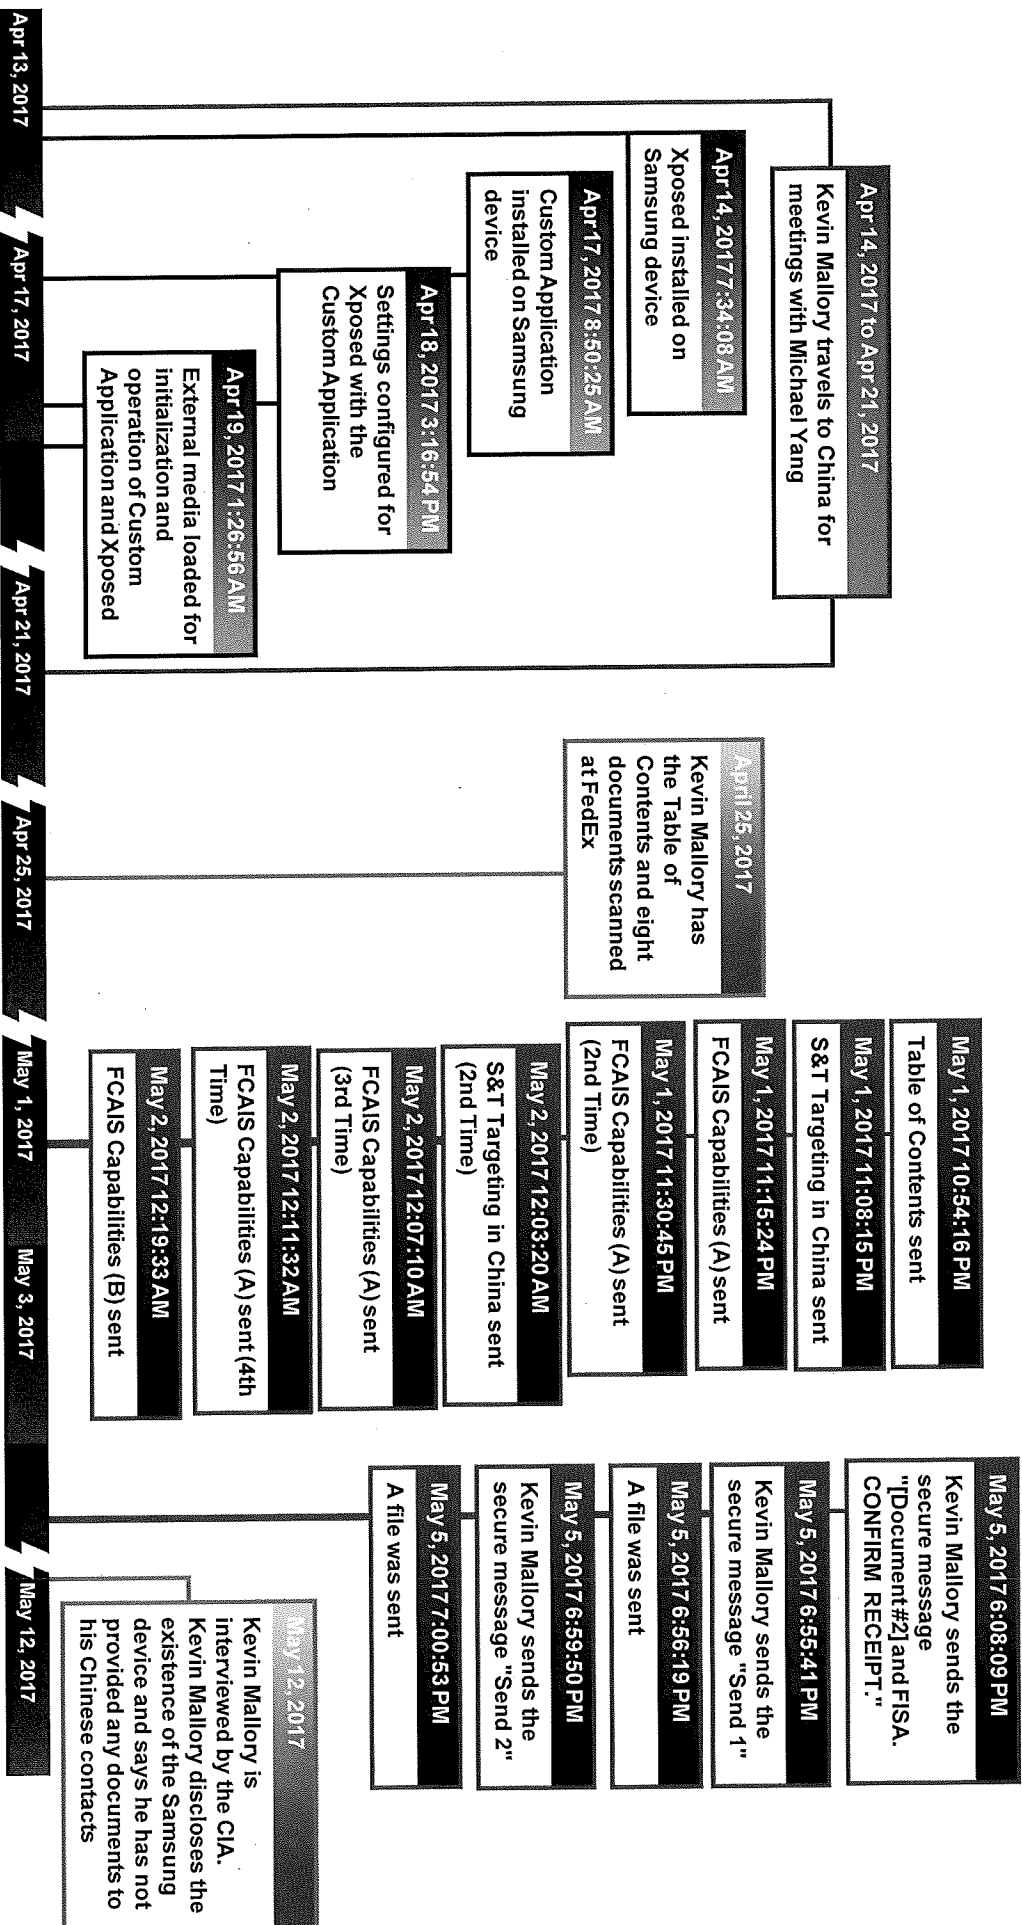 Apr 14, 2017 to Apr 21, 2017
Kevin Mallory travels to China for
meetings with Michael Yang
Apr 14, 2017 7:34:08 AM
Xposed installed on
Samsung device
Apr 17, 2017 8:50:25 AM
Custom Application
installed on Samsung
device
Apr 18, 2017 3:16:54 PM
Settings configured for
Xposed with the
Custom Application
Apr 19, 2017 1:26:56 AM
External media loaded for
initialization and
operation of Custom
Application and Xposed
April 25, 2017
Kevin Mallory has
the Table of
Contents and eight
documents scanned
at FedEx
May 1, 2017 10:54:16 PM
Table of Contents sent
May 1, 2017 11:08:15 PM
S&T Targeting in China sent
May 1, 2017 11:15:24 PM
FCAIS Capabilities (A) sent
May 1, 2017 11:30:45 PM
FCAIS Capabilities (A) sent
(2nd Time)
May 2, 2017 12:03:20 AM
S&T Targeting in China sent
(2nd Time)
May 2, 2017 12:07:10 AM
FCAIS Capabilities (A) sent
(3rd Time)
May 2, 2017 12:11:32 AM
FCAIS Capabilities (A) sent (4th
Time)
May 2, 2017 12:19:33 AM
FCAIS Capabilities (B) sent
May 5, 2017 6:08:09 PM
Kevin Mallory sends the
secure message
"[Document #2] and FISA.
CONFIRM RECEIPT."
May 5, 2017 6:55:41 PM
Kevin Mallory sends the
secure message "Send 1"
May 5, 2017 6:56:19 PM
A file was sent
May 5, 2017 6:59:50 PM
Kevin Mallory sends the
secure message "Send 2"
May 5, 2017 7:00:53 PM
A file was sent
May 12, 2017
Kevin Mallory is
interviewed by the CIA.
Kevin Mallory discloses the
existence of the Samsung
device and says he has not
provided any documents to
his Chinese contacts
Apr 13, 2017
Apr 17, 2017
Apr 21, 2017
Apr 25, 2017
May 1, 2017
May 3, 2017
May 12, 2017